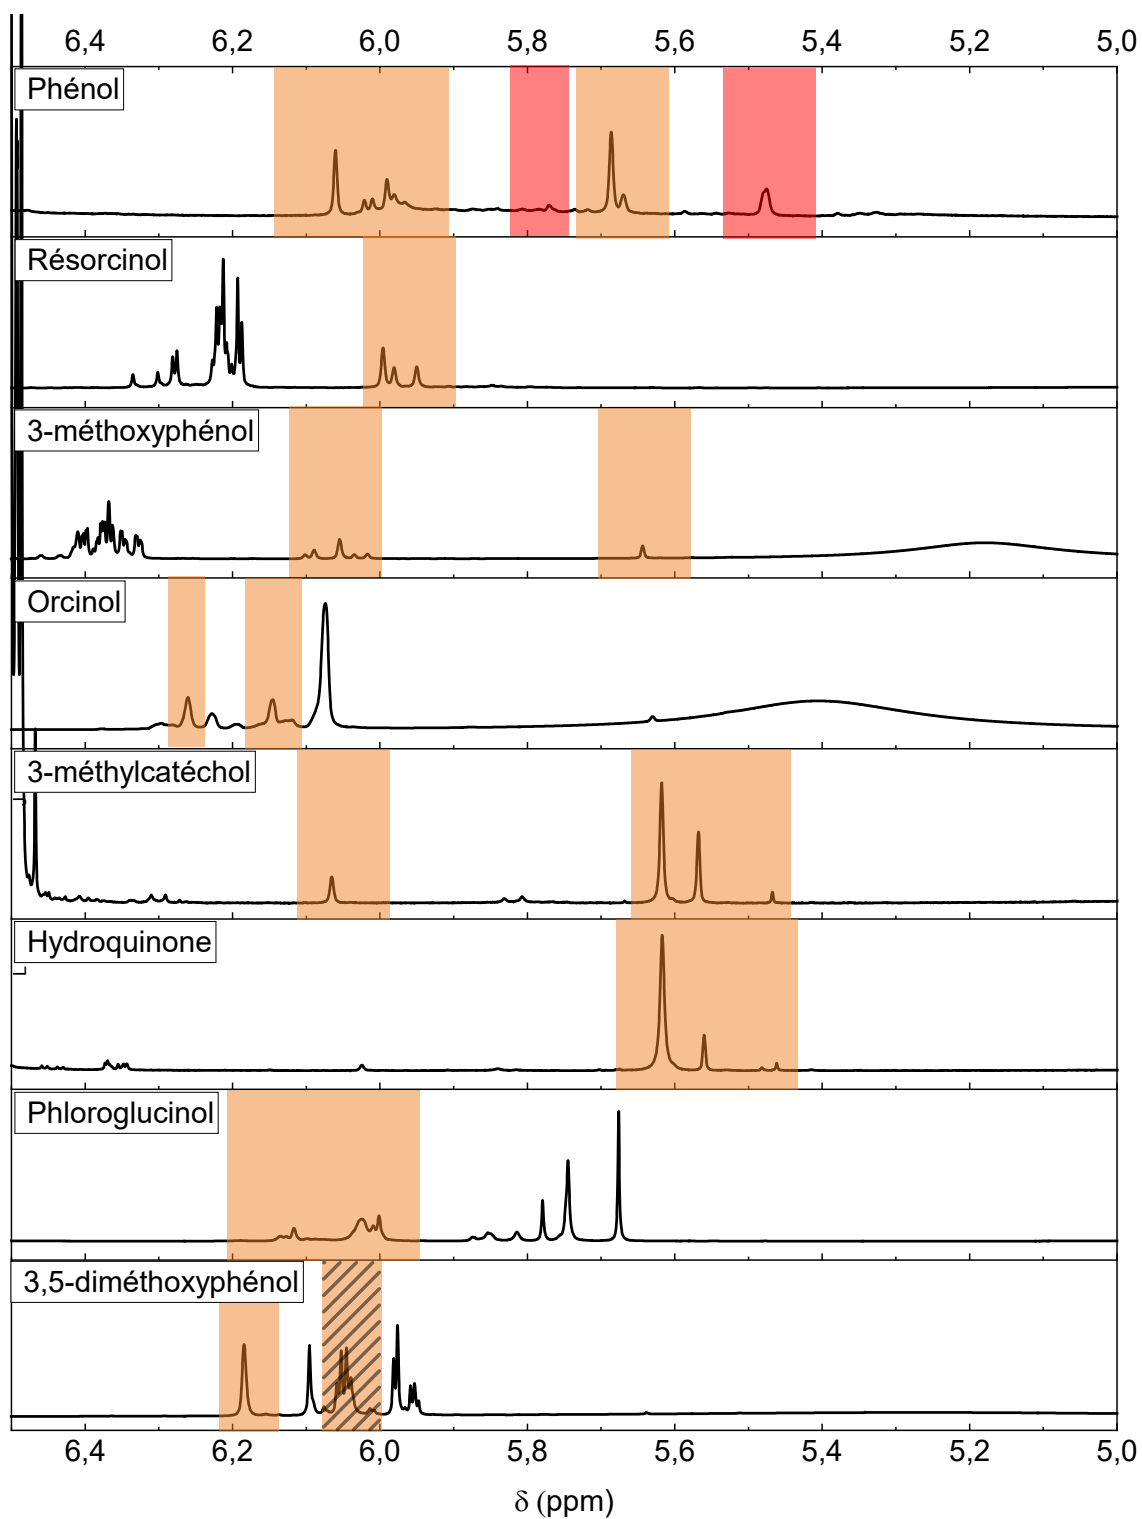 6,4 6,2 6,0 5,8 5,6 5,4 5,2 5,0
Phénol
Résorcinol
3-méthoxyphénol
Orcinol
3-méthylcatéchol
Hydroquinone
Phloroglucinol
3,5-diméthoxyphénol
6,4 6,2 6,0 5,8 5,6 5,4 5,2 5,0
δ (ppm)